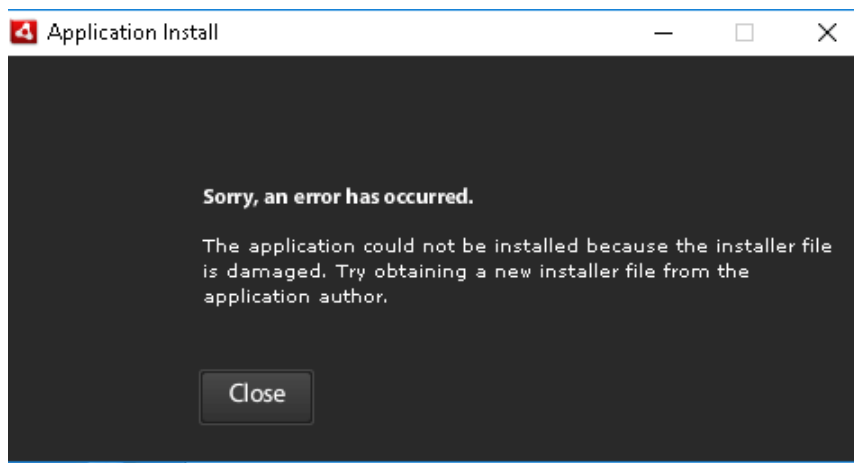 Application Install
Sorry, an error has occurred.
The application could not be installed because the installer file
is damaged. Try obtaining a new installer file from the
application author.
Close